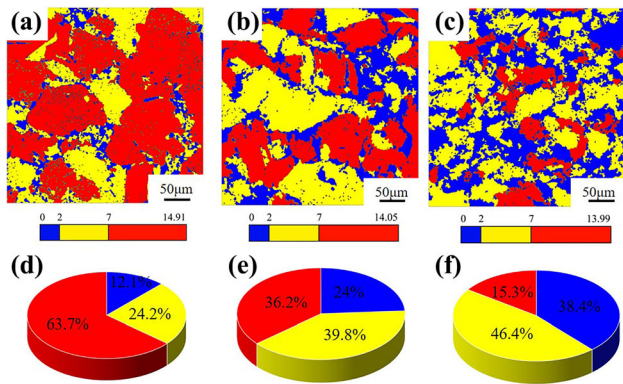 (a)
(b)
(c)
50μm
50μm
50μm
0 2 7 14.91
0 2 7 14.05
0 2 7 13.99
(d)
(e)
(f)
12.1%
24.2%
63.7%
24%
36.2%
39.8%
15.3%
38.4%
46.4%